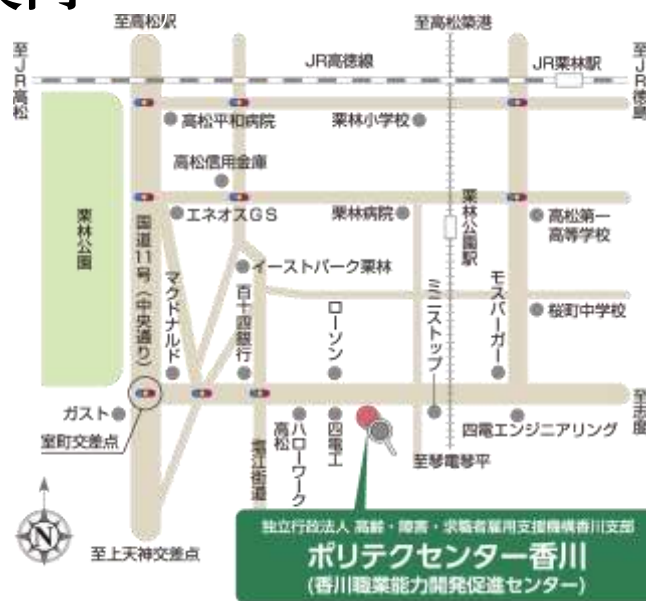 至高松駅
至高松築港
至JR高松
JR高徳線
JR栗林駅
至JR徳島
高松平和病院
栗林小学校
高松信用金庫
栗林公園
国道11号(中央通り)
エネオスGS
栗林病院
栗林公園駅
高松第一
高等学校
イーストパーク栗林
マクドナルド
百十四銀行
ローソン
ミニストップ
モスバーガー
桜町中学校
ガスト
室町交差点
塩江街道
ハローワーク
高松
四電工
四電エンジニアリング
至志度
至琴電琴平
N
至上天神交差点
独立行政法人 高齢・障害・求職者雇用支援機構香川支部
ポリテクセンター香川
(香川職業能力開発促進センター)